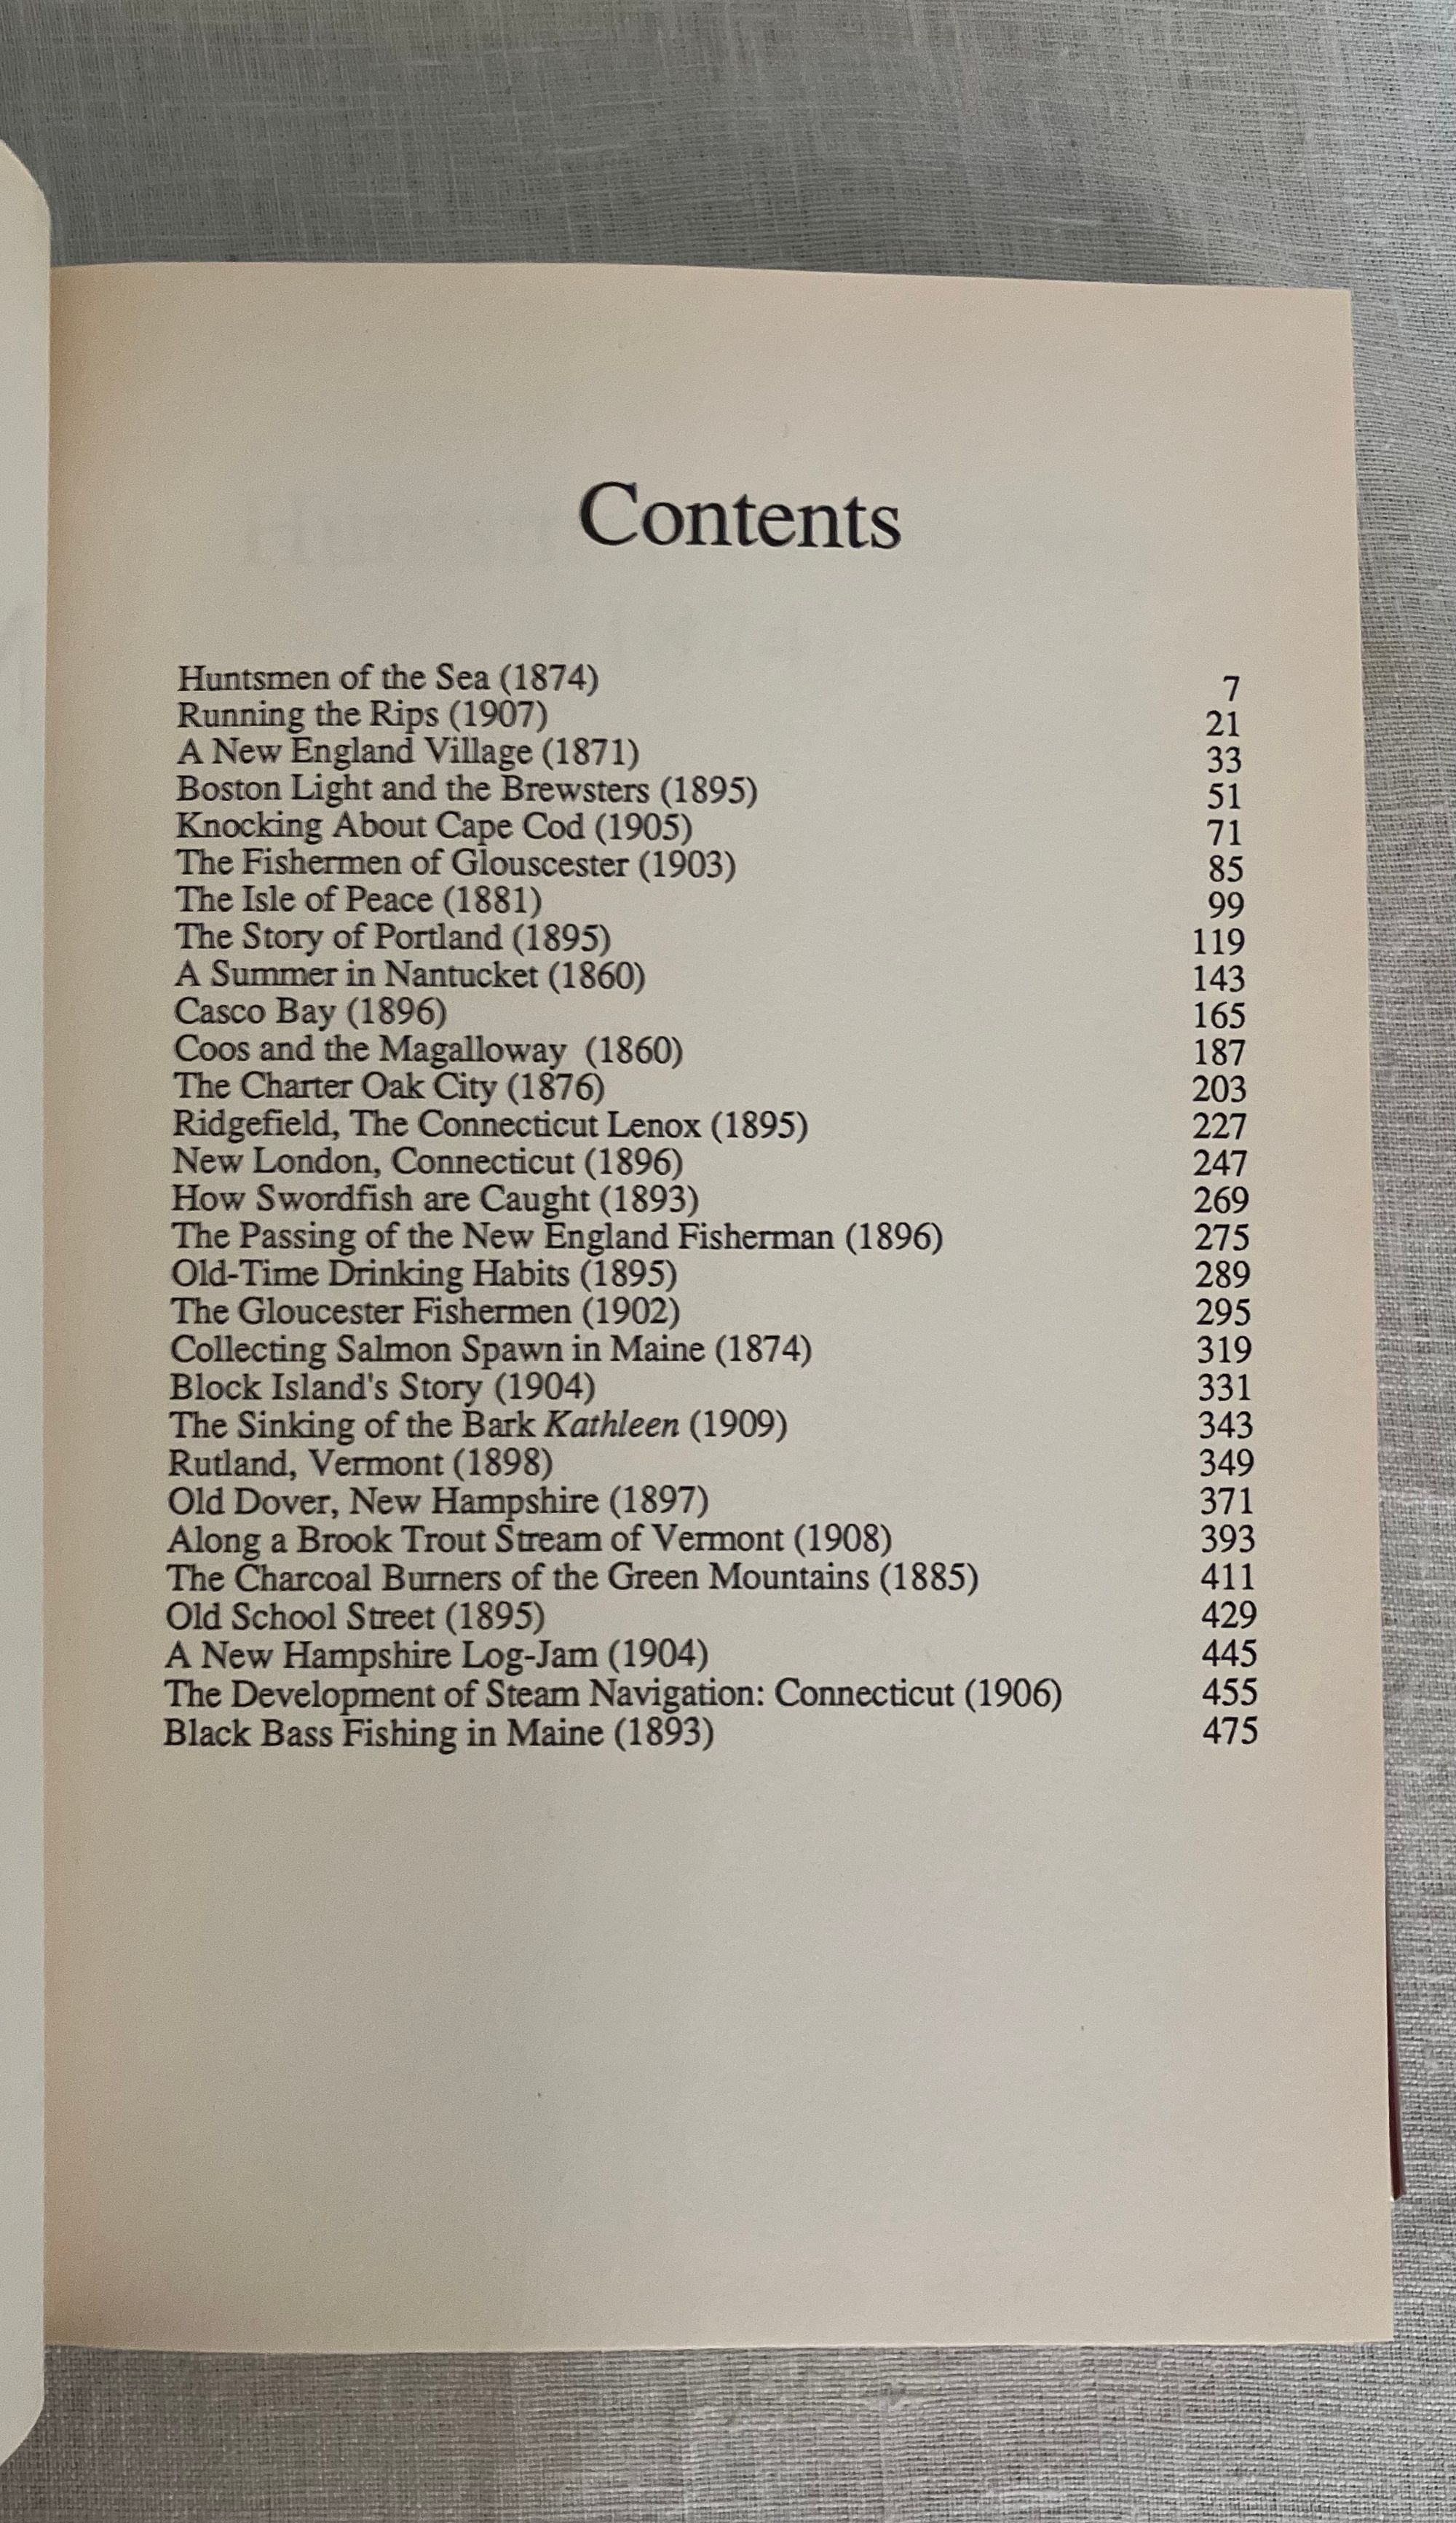 Contents
Huntsmen of the Sea (1874) 7
Running the Rips (1907) 21
A New England Village (1871) 33
Boston Light and the Brewsters (1895) 51
Knocking About Cape Cod (1905) 71
The Fishermen of Glouscester (1903) 85
The Isle of Peace (1881) 99
The Story of Portland (1895) 119
A Summer in Nantucket (1860) 143
Casco Bay (1896) 165
Coos and the Magalloway (1860) 187
The Charter Oak City (1876) 203
Ridgefield, The Connecticut Lenox (1895) 227
New London, Connecticut (1896) 247
How Swordfish are Caught (1893) 269
The Passing of the New England Fisherman (1896) 275
Old-Time Drinking Habits (1895) 289
The Gloucester Fishermen (1902) 295
Collecting Salmon Spawn in Maine (1874) 319
Block Island's Story (1904) 331
The Sinking of the Bark Kathleen (1909) 343
Rutland, Vermont (1898) 349
Old Dover, New Hampshire (1897) 371
Along a Brook Trout Stream of Vermont (1908) 393
The Charcoal Burners of the Green Mountains (1885) 411
Old School Street (1895) 429
A New Hampshire Log-Jam (1904) 445
The Development of Steam Navigation: Connecticut (1906) 455
Black Bass Fishing in Maine (1893) 475